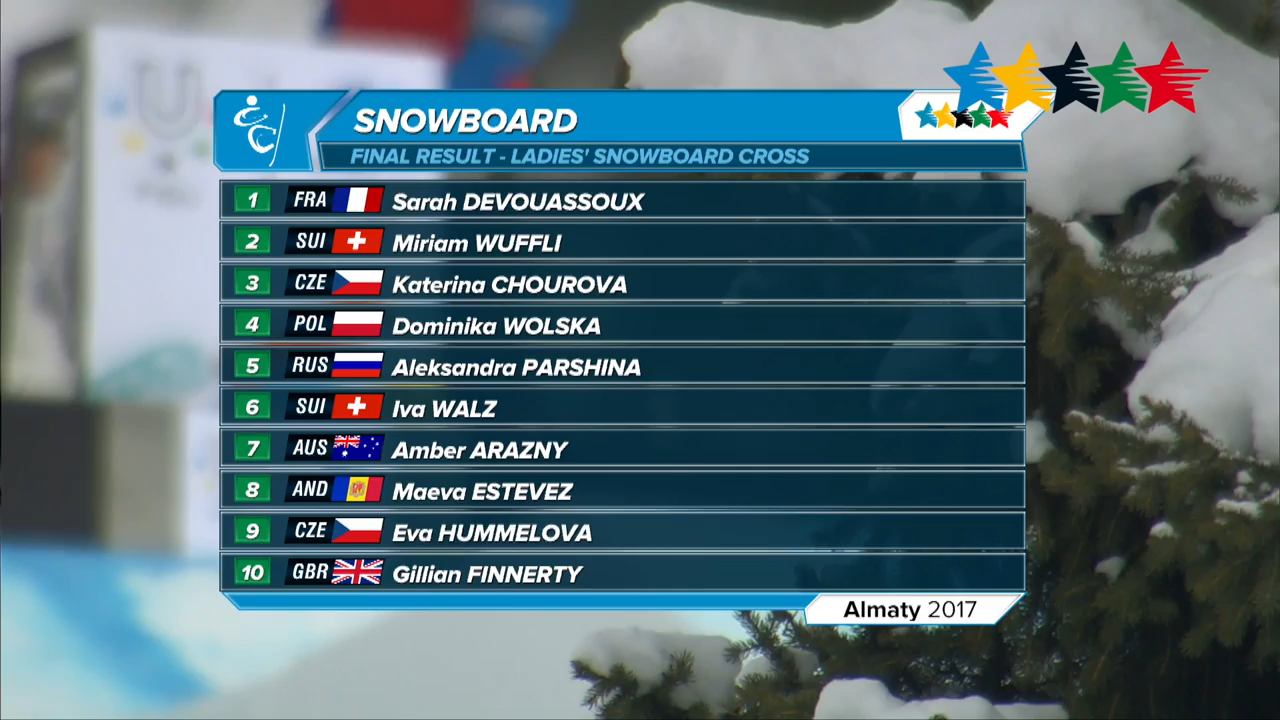 SNOWBOARD
FINAL RESULT - LADIES' SNOWBOARD CROSS
1 FRA Sarah DEVOUASSOUX
2 SUI Miriam WUFFLI
3 CZE Katerina CHOUROVA
4 POL Dominika WOLSKA
5 RUS Aleksandra PARSHINA
6 SUI Iva WALZ
7 AUS Amber ARAZNY
8 AND Maeva ESTEVEZ
9 CZE Eva HUMMELOVA
10 GBR Gillian FINNERTY
Almaty 2017